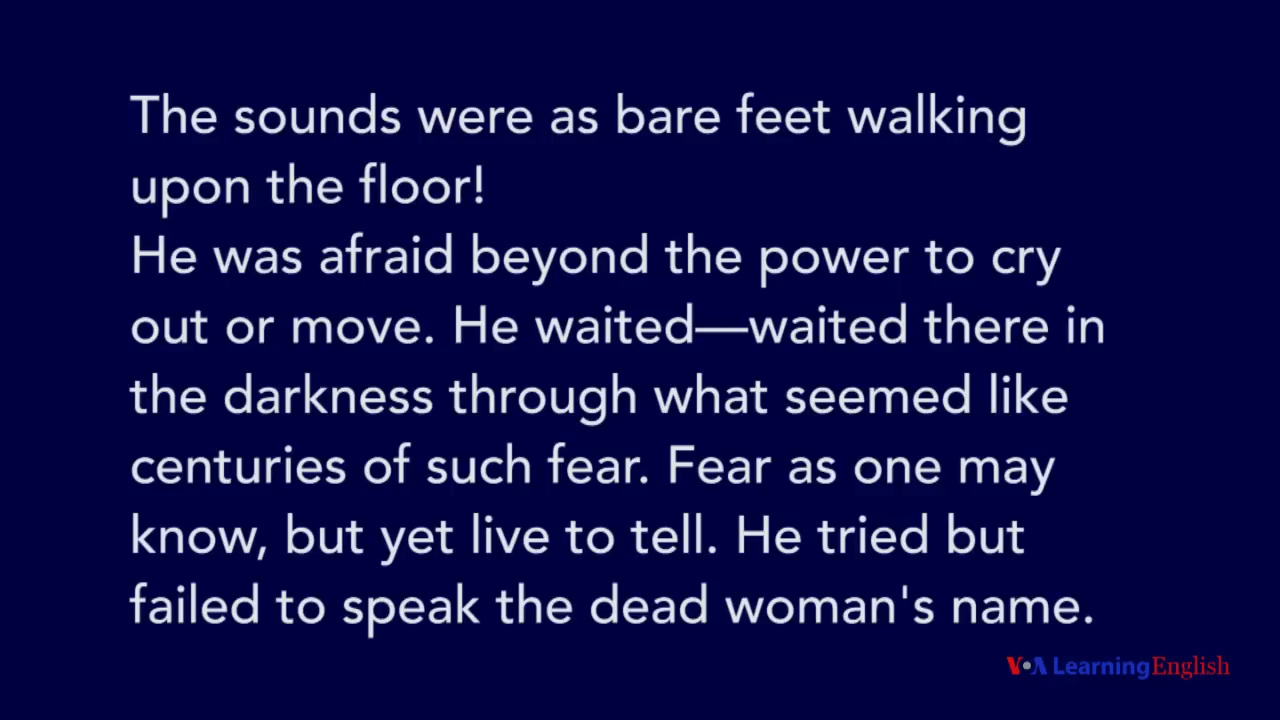 The sounds were as bare feet walking
upon the floor!
He was afraid beyond the power to cry
out or move. He waited—waited there in
the darkness through what seemed like
centuries of such fear. Fear as one may
know, but yet live to tell. He tried but
failed to speak the dead woman's name.
VOA Learning English